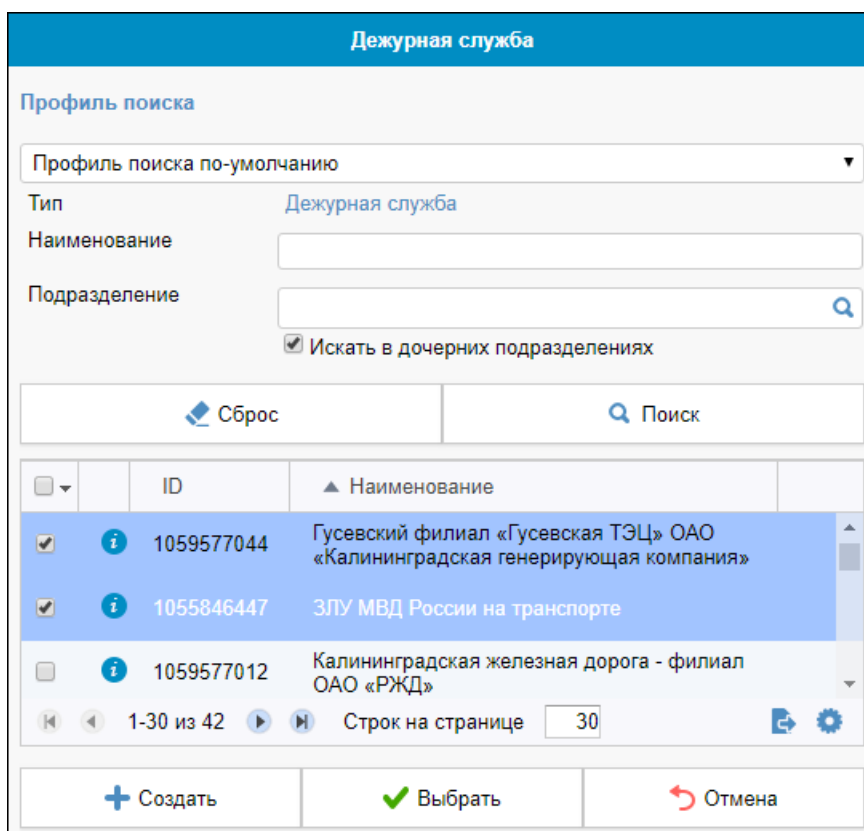 Дежурная служба
Профиль поиска
Профиль поиска по-умолчанию
Тип Дежурная служба
Наименование
Подразделение
Искать в дочерних подразделениях
Сброс Поиск
ID Наименование
1059577044 Гусевский филиал «Гусевская ТЭЦ» ОАО
«Калининградская генерирующая компания»
1055846447 ЗЛУ МВД России на транспорте
1059577012 Калининградская железная дорога - филиал
ОАО «РЖД»
1-30 из 42 Строк на странице 30
Создать Выбрать Отмена